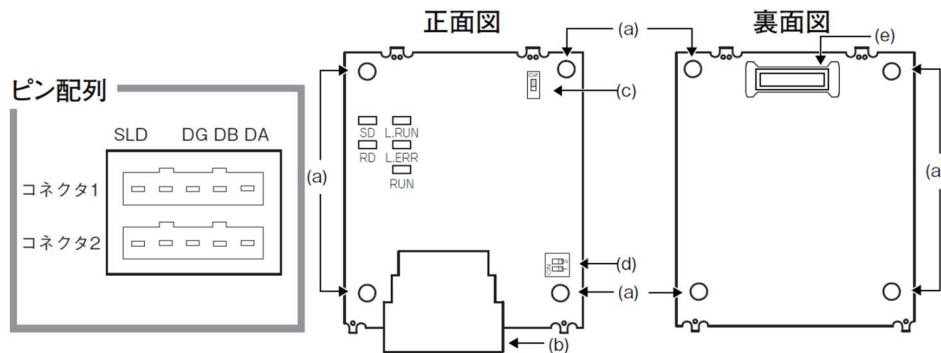 正面図
裏面図
ピン配列
SLD DG DB DA
コネクタ1
コネクタ2
(a)
(a)
(c)
SD L.RUN
RD L.ERR
RUN
(a)
(d)
(a)
(b)
(e)
(a